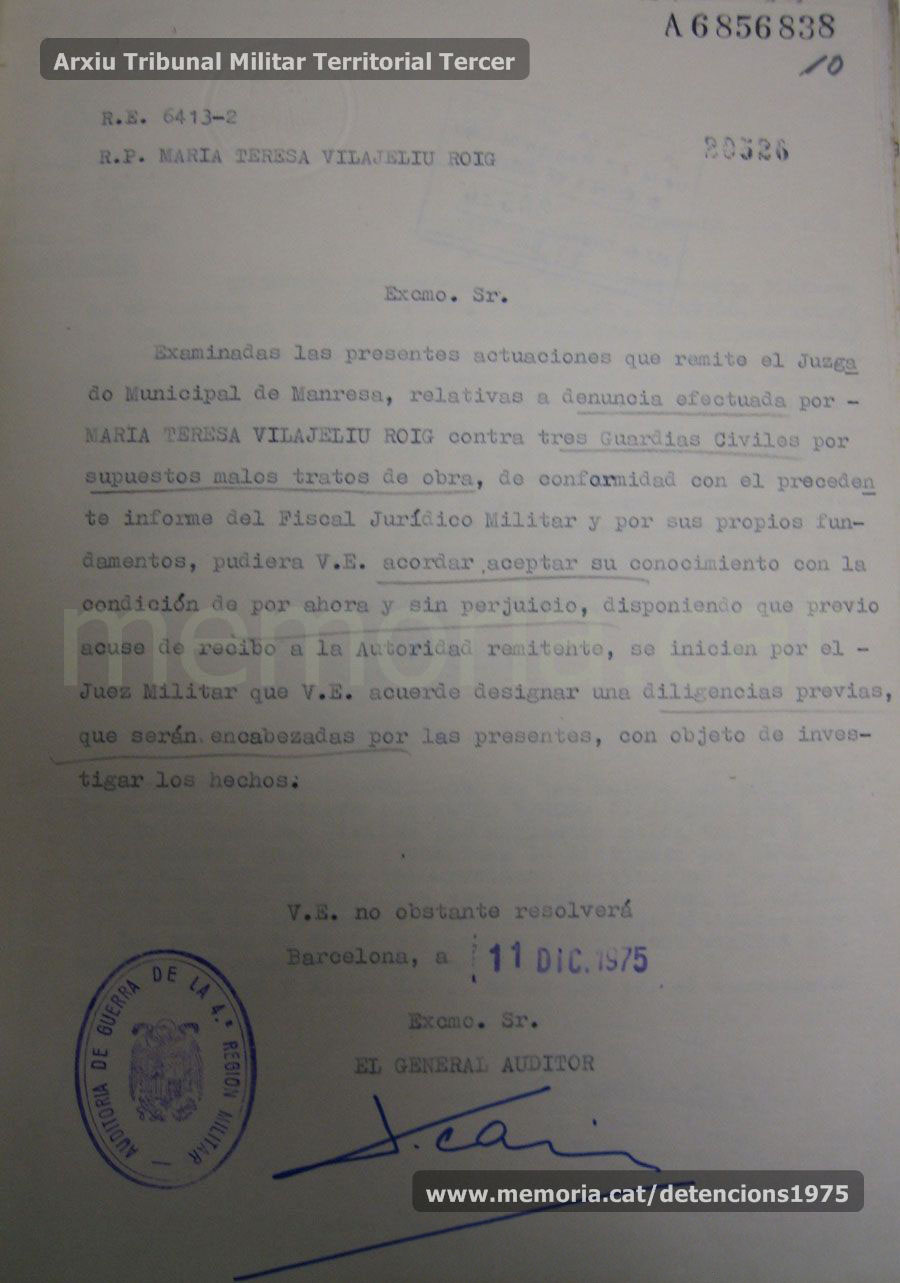 A 6856838
Arxiu Tribunal Militar Territorial Tercer
10
R.E. 6413-2
R.P. MARIA TERESA VILAJELIU ROIG
20526
Excmo. Sr.
Examinadas las presentes actuaciones que remite el Juzga
do Municipal de Manresa, relativas a denuncia efectuada por -
MARIA TERESA VILAJELIU ROIG contra tres Guardias Civiles por
supuestos malos tratos de obra, de conformidad con el preceden
te informe del Fiscal Jurídico Militar y por sus propios fun-
damentos, pudiera V.E. acordar aceptar su conocimiento con la
condición de por ahora y sin perjuicio, disponiendo que previo
acuse de recibo a la Autoridad remitente, se inicien por el -
Juez Militar que V.E. acuerde designar una diligencias previas,
que serán encabezadas por las presentes, con objeto de inves-
tigar los hechos.
memoria.cat
V.E. no obstante resolverá
Barcelona, a 11 DIC. 1975
Excmo. Sr.
EL GENERAL AUDITOR
AUDITORIA DE GUERRA DE LA 4.ª REGION MILITAR
www.memoria.cat/detencions1975